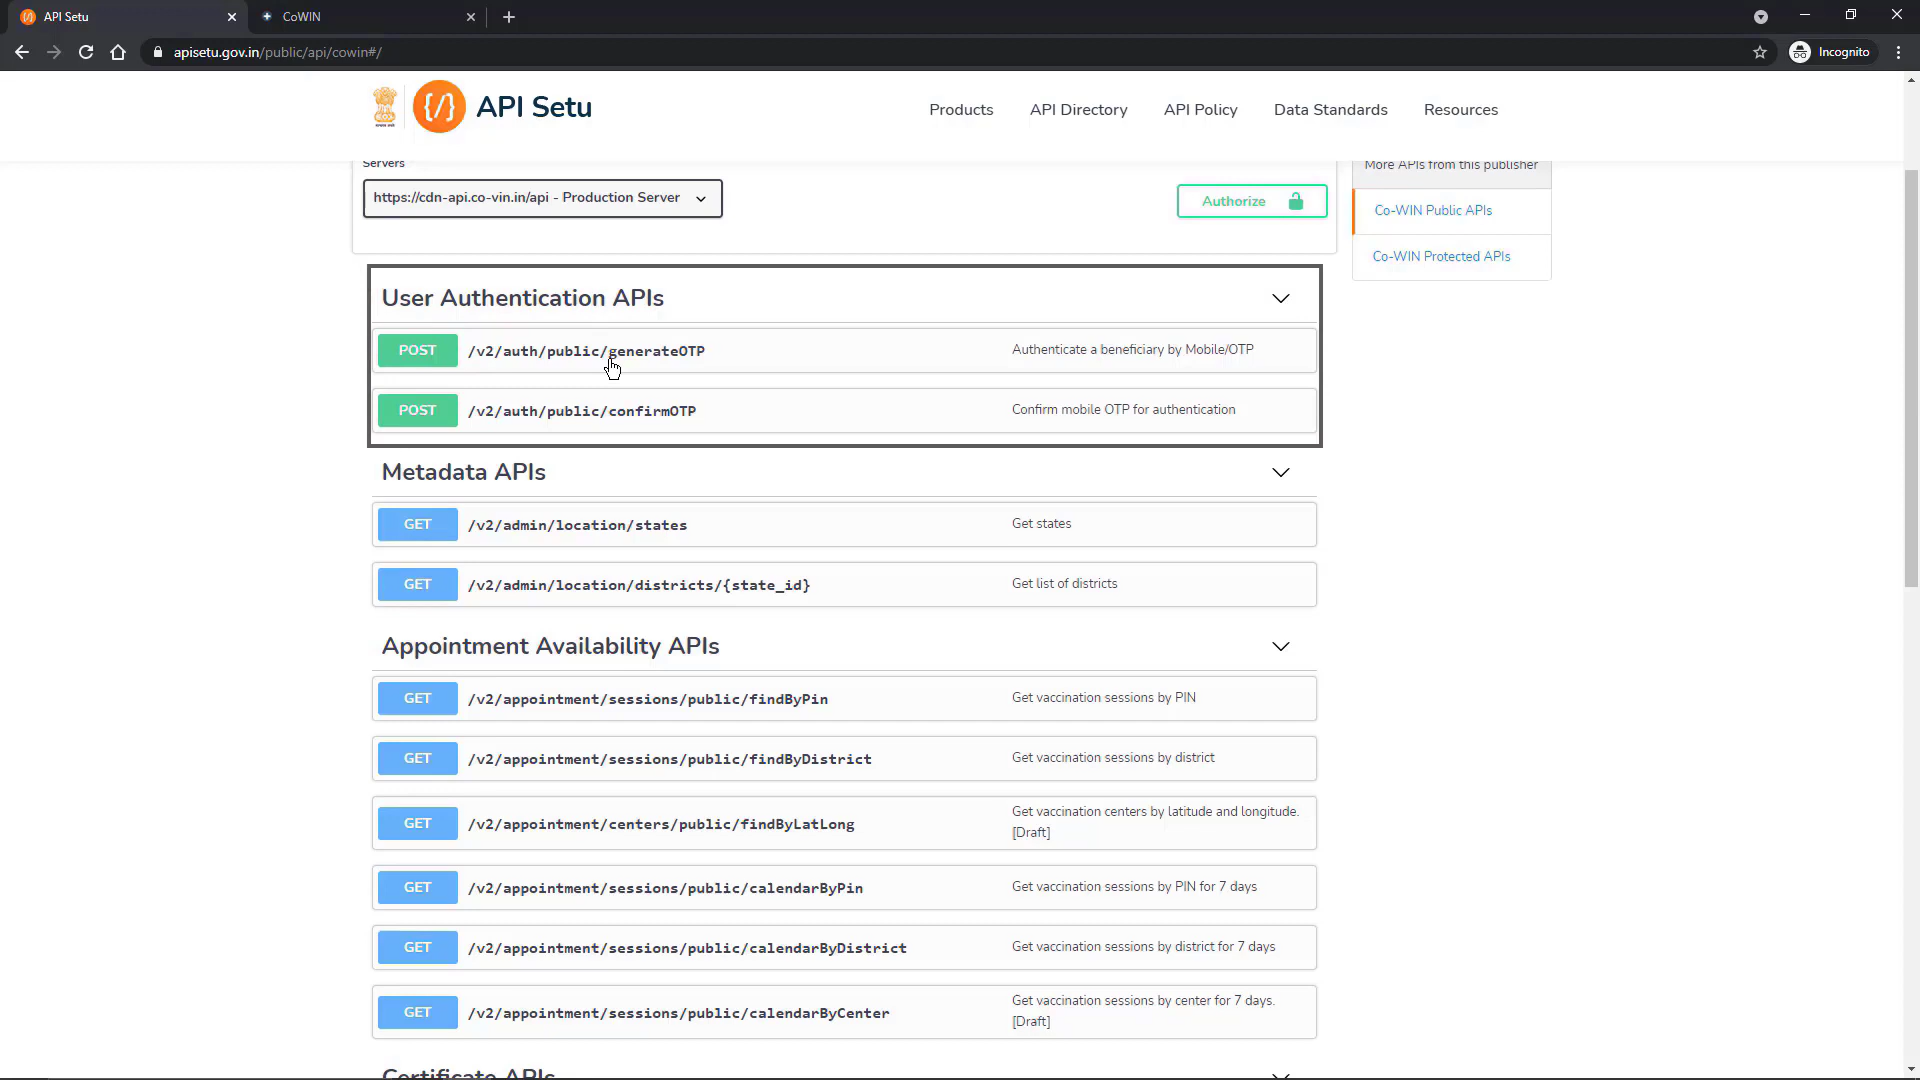 API Setu
CoWIN
apisetu.gov.in/public/api/cowin#/
Incognito
{/}
API Setu
Products
API Directory
API Policy
Data Standards
Resources
Servers
https://cdn-api.co-vin.in/api - Production Server
Authorize
More APIs from this publisher
Co-WIN Public APIs
Co-WIN Protected APIs
User Authentication APIs
POST /v2/auth/public/generateOTP Authenticate a beneficiary by Mobile/OTP
POST /v2/auth/public/confirmOTP Confirm mobile OTP for authentication
Metadata APIs
GET /v2/admin/location/states Get states
GET /v2/admin/location/districts/{state_id} Get list of districts
Appointment Availability APIs
GET /v2/appointment/sessions/public/findByPin Get vaccination sessions by PIN
GET /v2/appointment/sessions/public/findByDistrict Get vaccination sessions by district
GET /v2/appointment/centers/public/findByLatLong Get vaccination centers by latitude and longitude.
[Draft]
GET /v2/appointment/sessions/public/calendarByPin Get vaccination sessions by PIN for 7 days
GET /v2/appointment/sessions/public/calendarByDistrict Get vaccination sessions by district for 7 days
GET /v2/appointment/sessions/public/calendarByCenter Get vaccination sessions by center for 7 days.
[Draft]
Certificate APIs